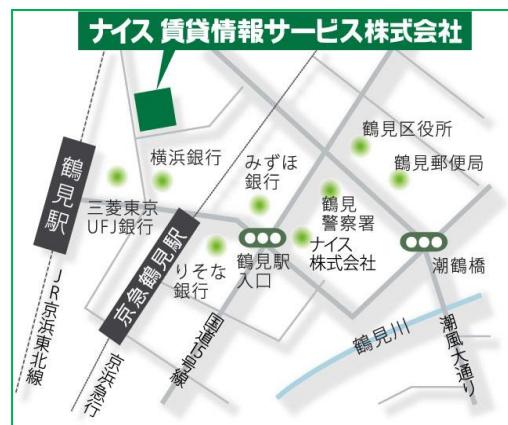 ナイス 賃貸情報サービス株式会社
鶴見区役所
鶴見郵便局
横浜銀行
みずほ
銀行
鶴見駅
三菱東京
UFJ銀行
鶴見
警察署
京急鶴見駅
りそな
銀行
鶴見駅
入口
ナイス
株式会社
潮鶴橋
JR京浜東北線
京浜急行
国道15号線
鶴見川
潮風大通り